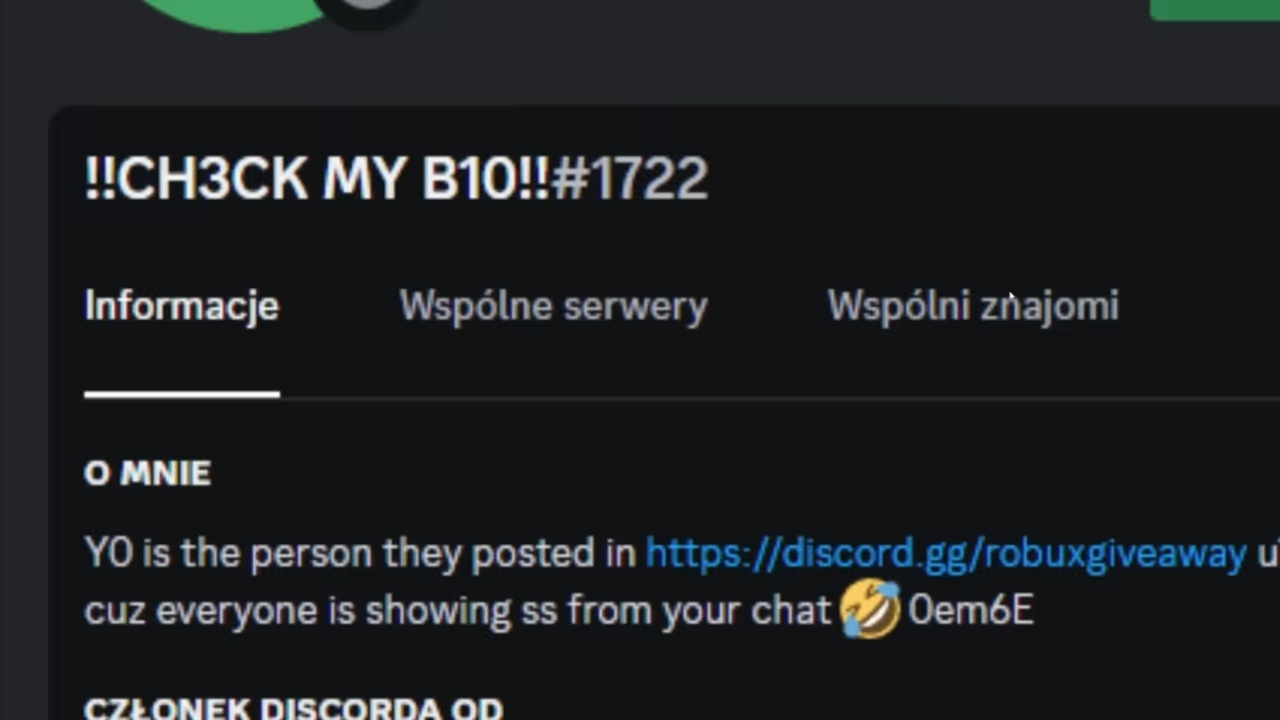 !!CH3CK MY B10!!#1722
Informacje Wspólne serwery Wspólni znajomi
O MNIE
Y0 is the person they posted in https://discord.gg/robuxgiveaway
cuz everyone is showing ss from your chat 🤣 0em6E
CZŁONEK DISCORDA OD